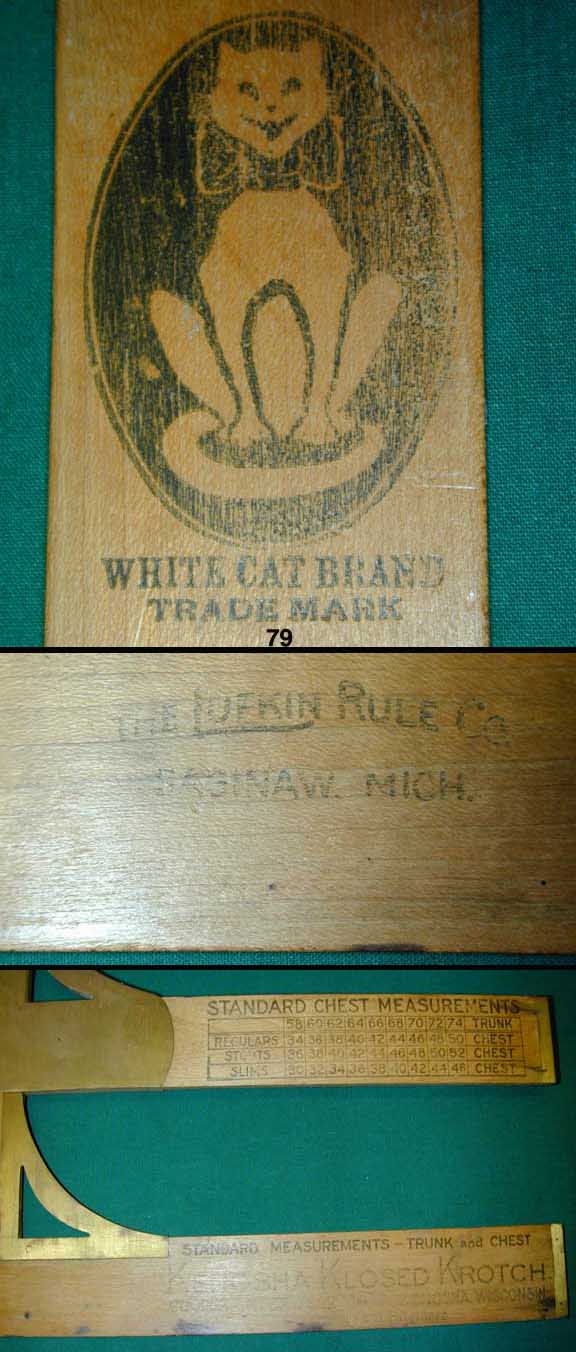 WHITE CAT BRAND
TRADE MARK
79
THE LUFKIN RULE Co.
SAGINAW. MICH.
STANDARD CHEST MEASUREMENTS
58 60 62 64 66 68 70 72 74 TRUNK
REGULARS 34 36 38 40 42 44 46 48 50 CHEST
STOUTS 36 38 40 42 44 46 48 50 52 CHEST
SLIMS 30 32 34 36 38 40 42 44 46 CHEST
STANDARD MEASUREMENTS - TRUNK and CHEST
KENOSHA KLOSED KROTCH
WISCONSIN